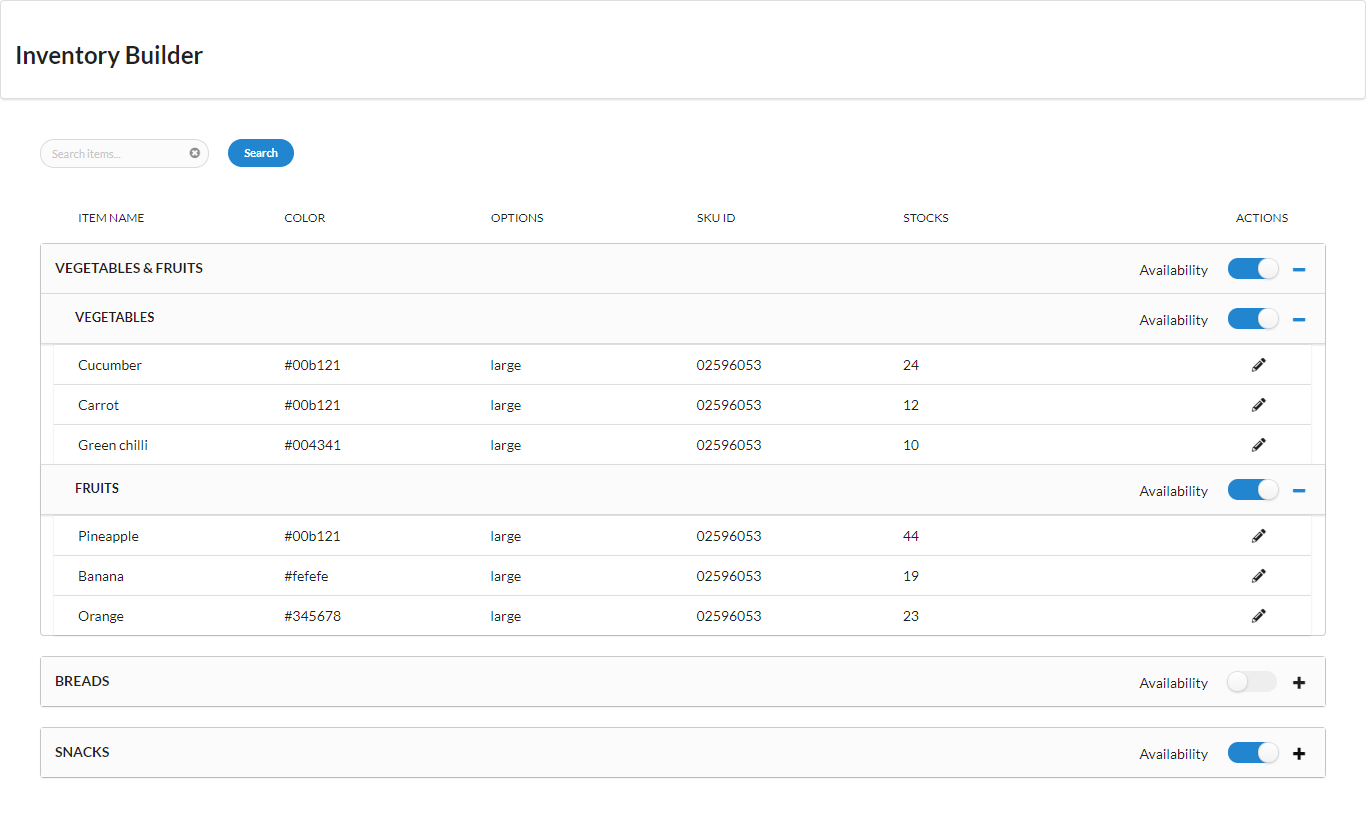 Inventory Builder
Search items...
Search
ITEM NAME COLOR OPTIONS SKU ID STOCKS ACTIONS
VEGETABLES & FRUITS Availability
VEGETABLES Availability
Cucumber #00b121 large 02596053 24
Carrot #00b121 large 02596053 12
Green chilli #004341 large 02596053 10
FRUITS Availability
Pineapple #00b121 large 02596053 44
Banana #fefefe large 02596053 19
Orange #345678 large 02596053 23
BREADS Availability
SNACKS Availability